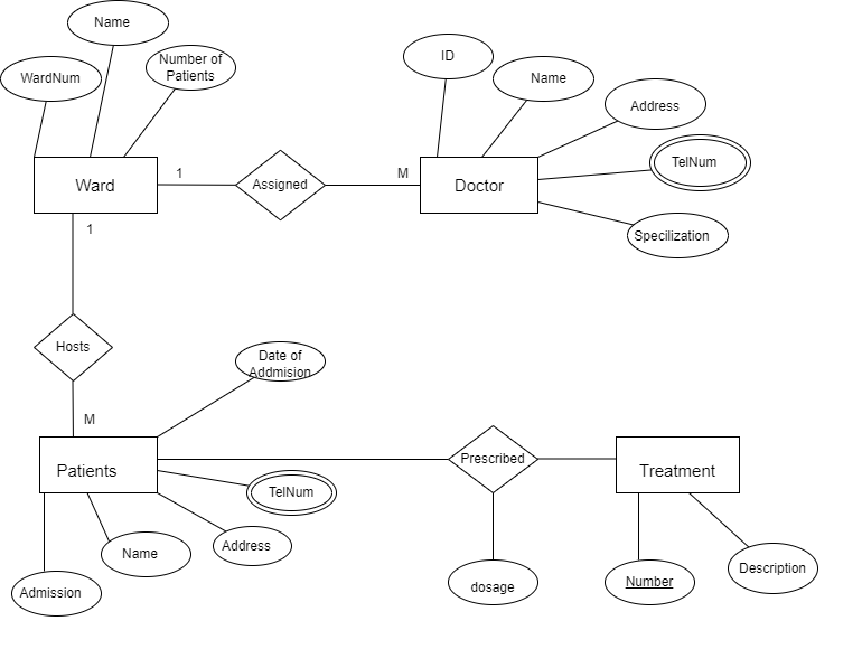 Name
WardNum
Number of
Patients
ID
Name
Address
TelNum
Specilization
Ward
1
Assigned
M
Doctor
1
Hosts
M
Date of
Addmision
Patients
Prescribed
Treatment
TelNum
Address
Name
Admission
dosage
Number
Description